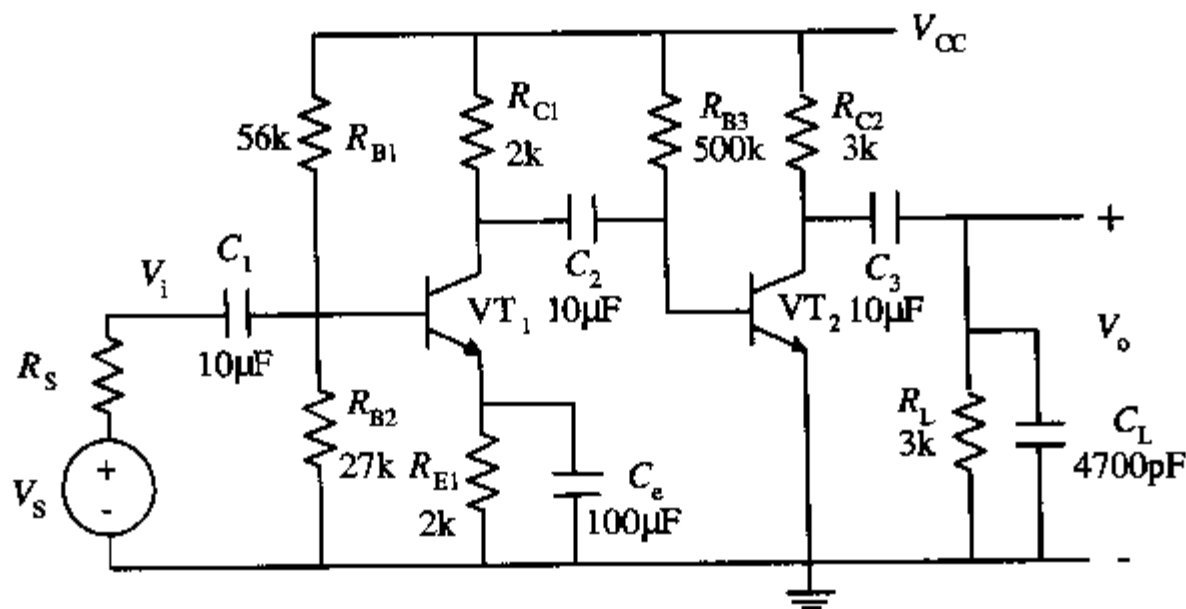 V_CC
R_C1
2k
R_B3
500k
R_C2
3k
56k
R_B1
C_1
V_i
10μF
C_2
10μF
VT_1
VT_2
C_3
10μF
+
V_o
-
R_S
V_S
+
-
R_B2
27k
R_E1
2k
C_e
100μF
R_L
3k
C_L
4700pF